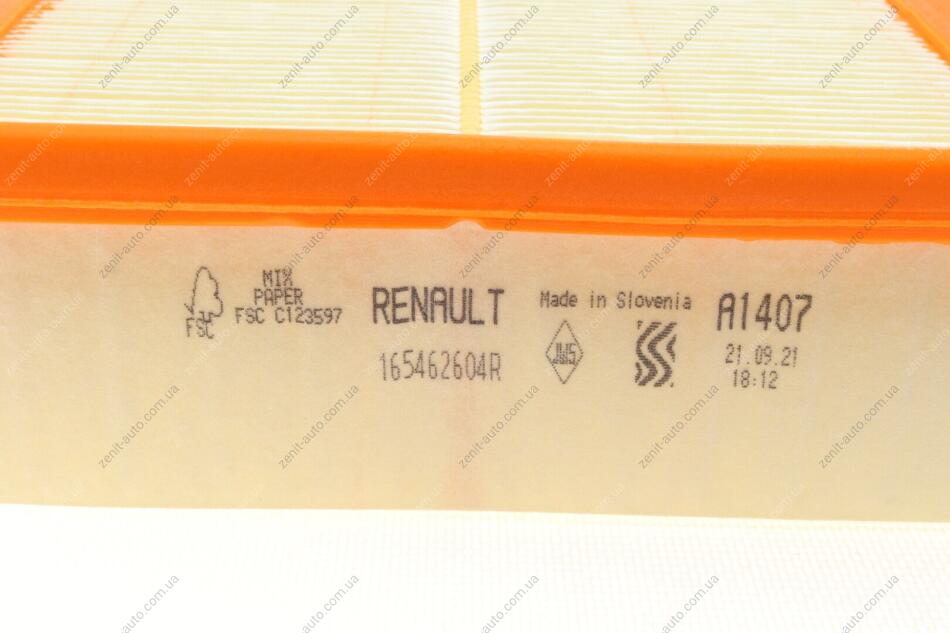 MIX
PAPER
FSC C123597
FSC
RENAULT
165462604R
Made in Slovenia
JWS
A1407
21.09.21
18:12
zenit-auto.com.ua